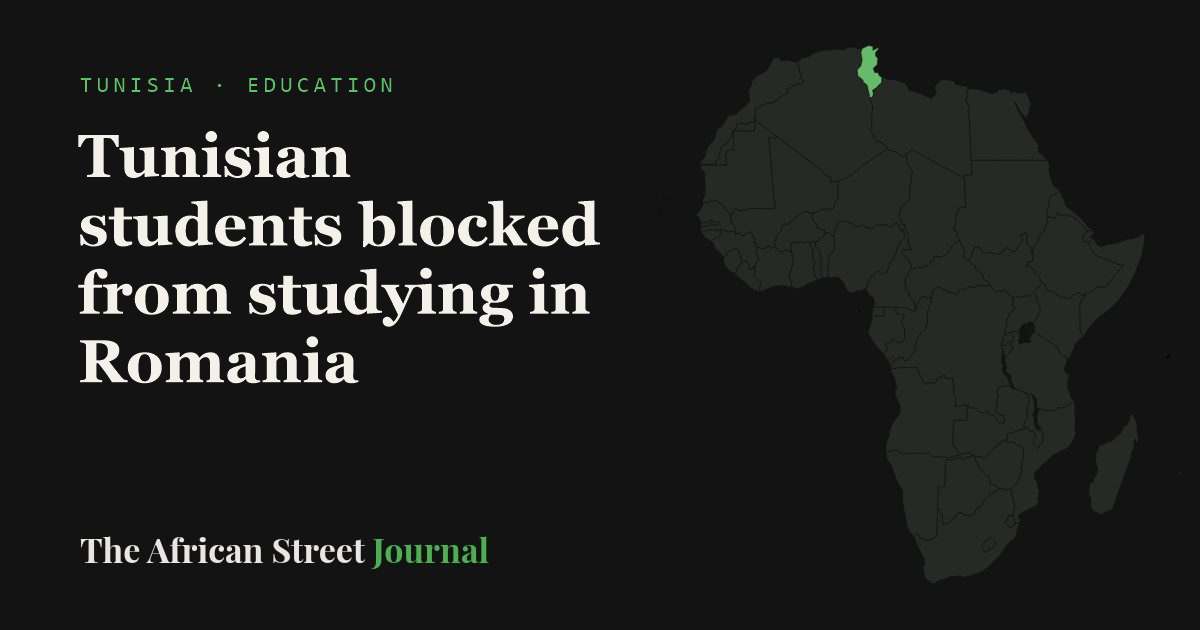 TUNISIA · EDUCATION
Tunisian
students blocked
from studying in
Romania
The African Street Journal